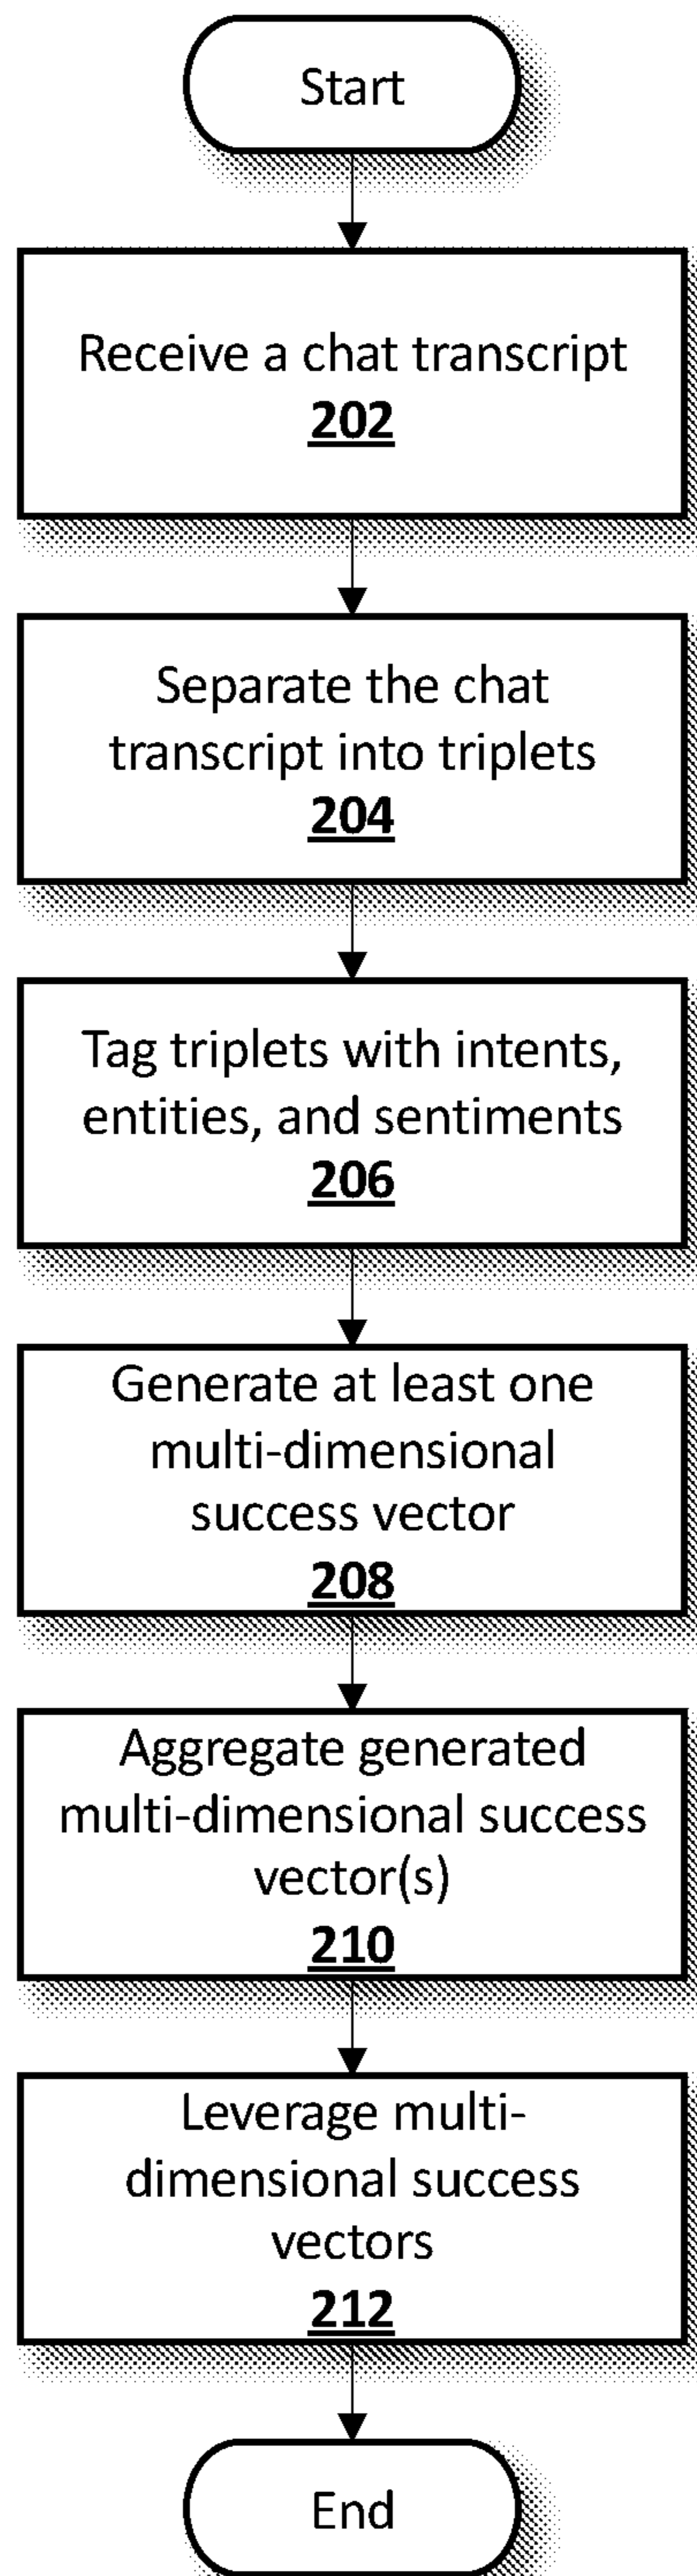 Start
Receive a chat transcript
202
Separate the chat
transcript into triplets
204
Tag triplets with intents,
entities, and sentiments
206
Generate at least one
multi-dimensional
success vector
208
Aggregate generated
multi-dimensional success
vector(s)
210
Leverage multi-
dimensional success
vectors
212
End